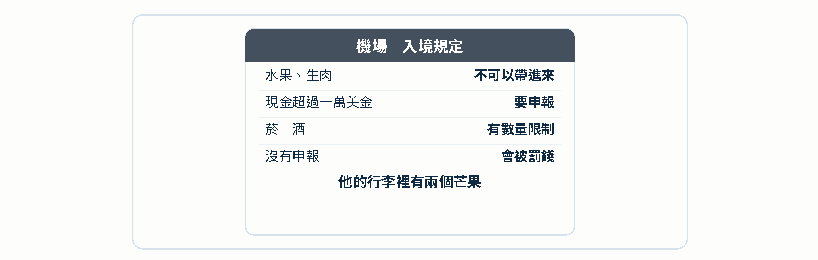 機場　入境規定
水果、生肉　不可以帶進來
現金超過一萬美金　要申報
菸　酒　有數量限制
沒有申報　會被罰錢
他的行李裡有兩個芒果